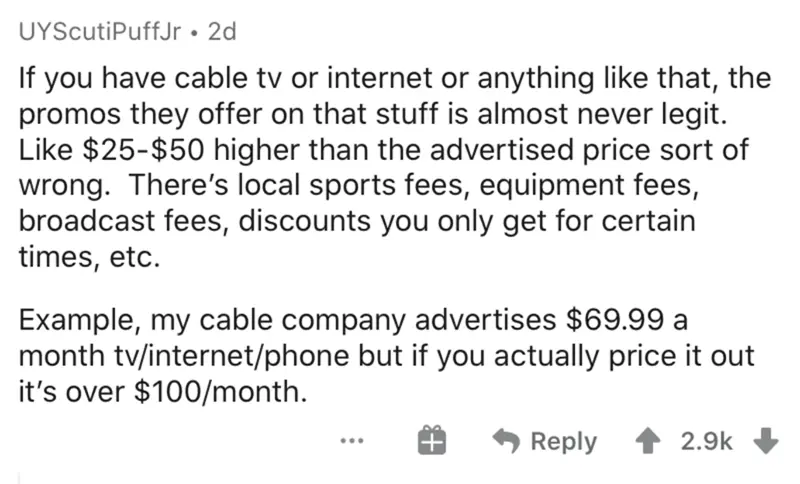 UYScutiPuffJr • 2d
If you have cable tv or internet or anything like that, the
promos they offer on that stuff is almost never legit.
Like $25-$50 higher than the advertised price sort of
wrong.  There’s local sports fees, equipment fees,
broadcast fees, discounts you only get for certain
times, etc.
Example, my cable company advertises $69.99 a
month tv/internet/phone but if you actually price it out
it’s over $100/month.
... Reply 2.9k